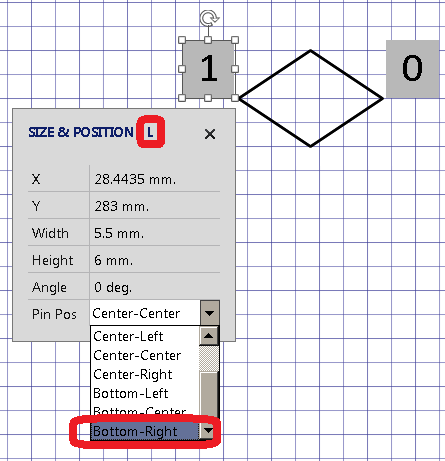 1
0
SIZE & POSITION L
X 28.4435 mm.
Y 283 mm.
Width 5.5 mm.
Height 6 mm.
Angle 0 deg.
Pin Pos Center-Center
Center-Left
Center-Center
Center-Right
Bottom-Left
Bottom-Center
Bottom-Right